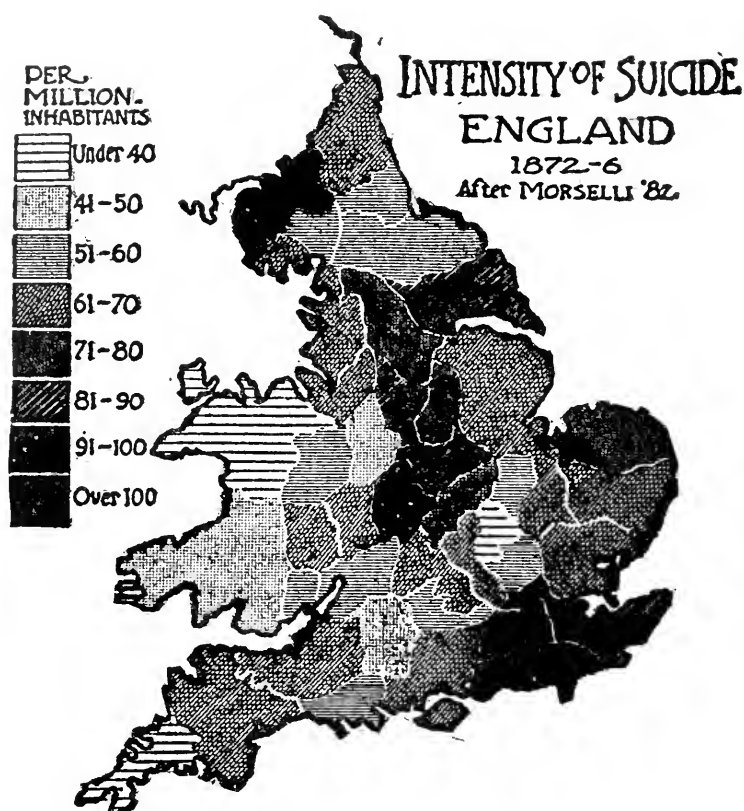 INTENSITY OF SUICIDE
ENGLAND
1872-6
After MORSELLI '82.
PER
MILLION-
INHABITANTS
Under 40
41-50
51-60
61-70
71-80
81-90
91-100
Over 100